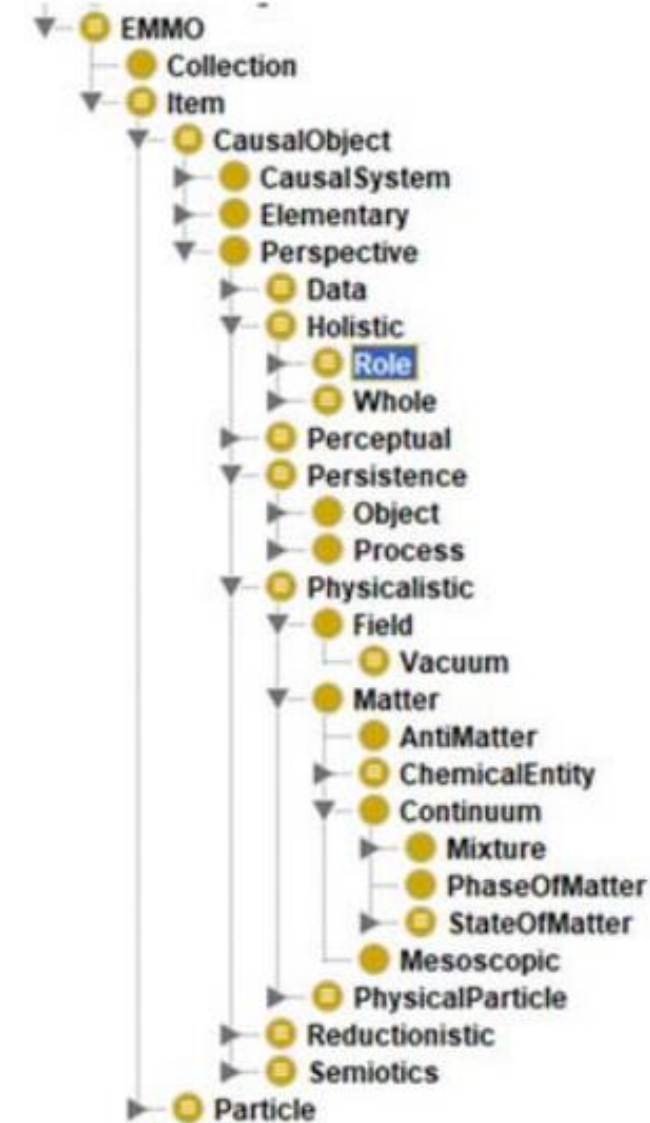 EMMO
Collection
Item
CausalObject
CausalSystem
Elementary
Perspective
Data
Holistic
Role
Whole
Perceptual
Persistence
Object
Process
Physicalistic
Field
Vacuum
Matter
AntiMatter
ChemicalEntity
Continuum
Mixture
PhaseOfMatter
StateOfMatter
Mesoscopic
PhysicalParticle
Reductionistic
Semiotics
Particle